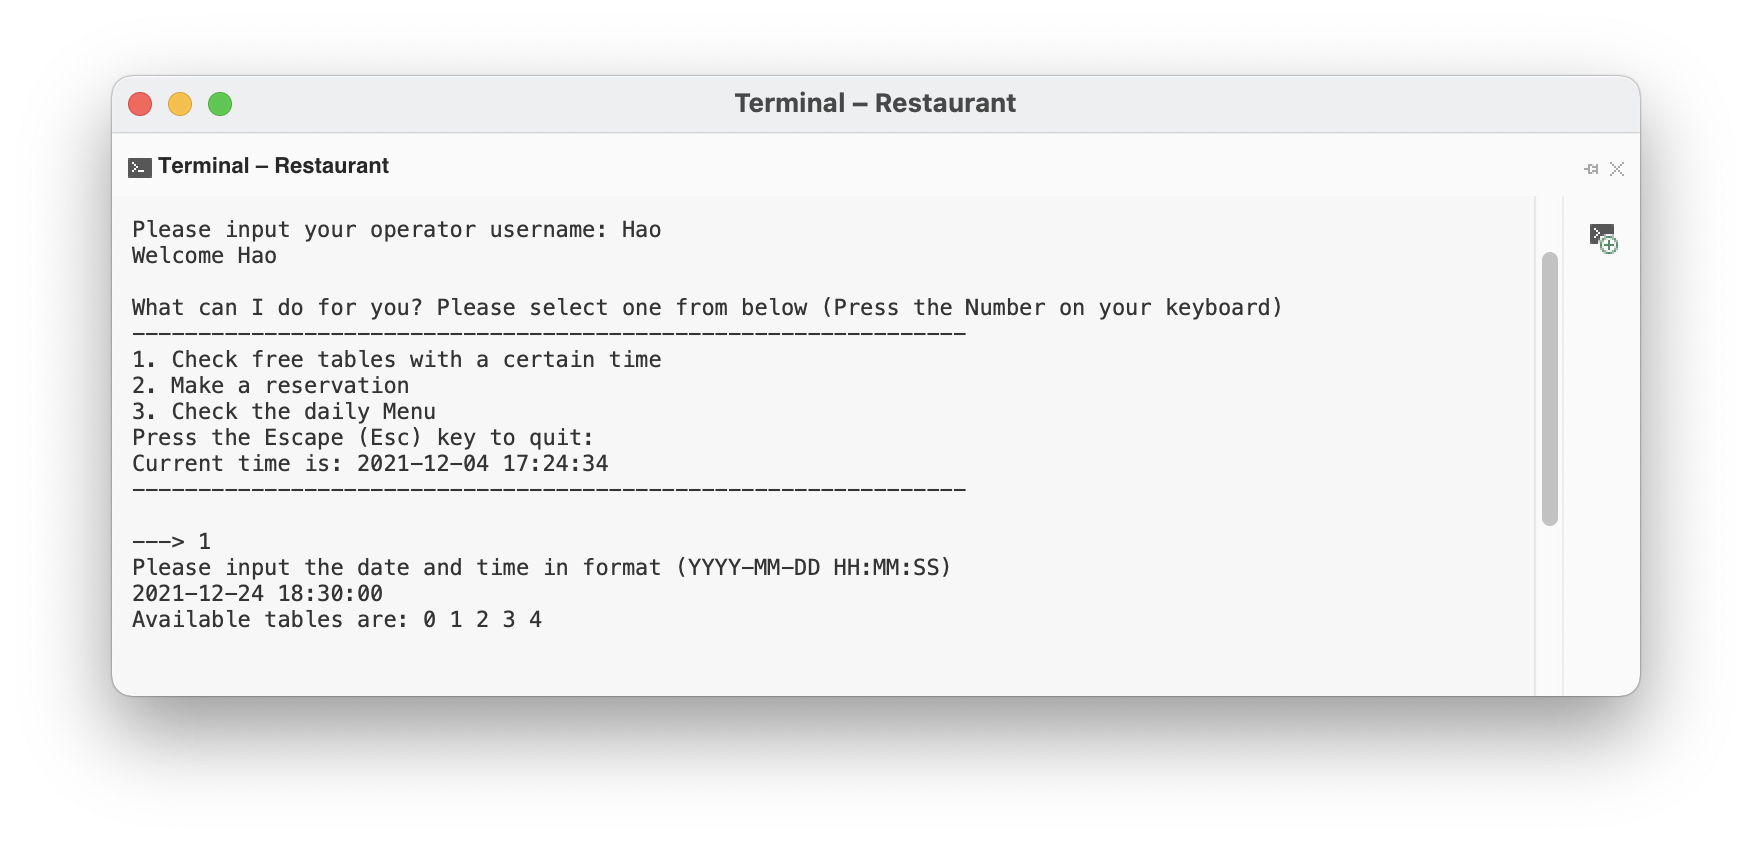 Terminal – Restaurant
Terminal – Restaurant
Please input your operator username: Hao
Welcome Hao
What can I do for you? Please select one from below (Press the Number on your keyboard)
---------------------------------------------------------------
1. Check free tables with a certain time
2. Make a reservation
3. Check the daily Menu
Press the Escape (Esc) key to quit:
Current time is: 2021-12-04 17:24:34
---------------------------------------------------------------
---> 1
Please input the date and time in format (YYYY-MM-DD HH:MM:SS)
2021-12-24 18:30:00
Available tables are: 0 1 2 3 4